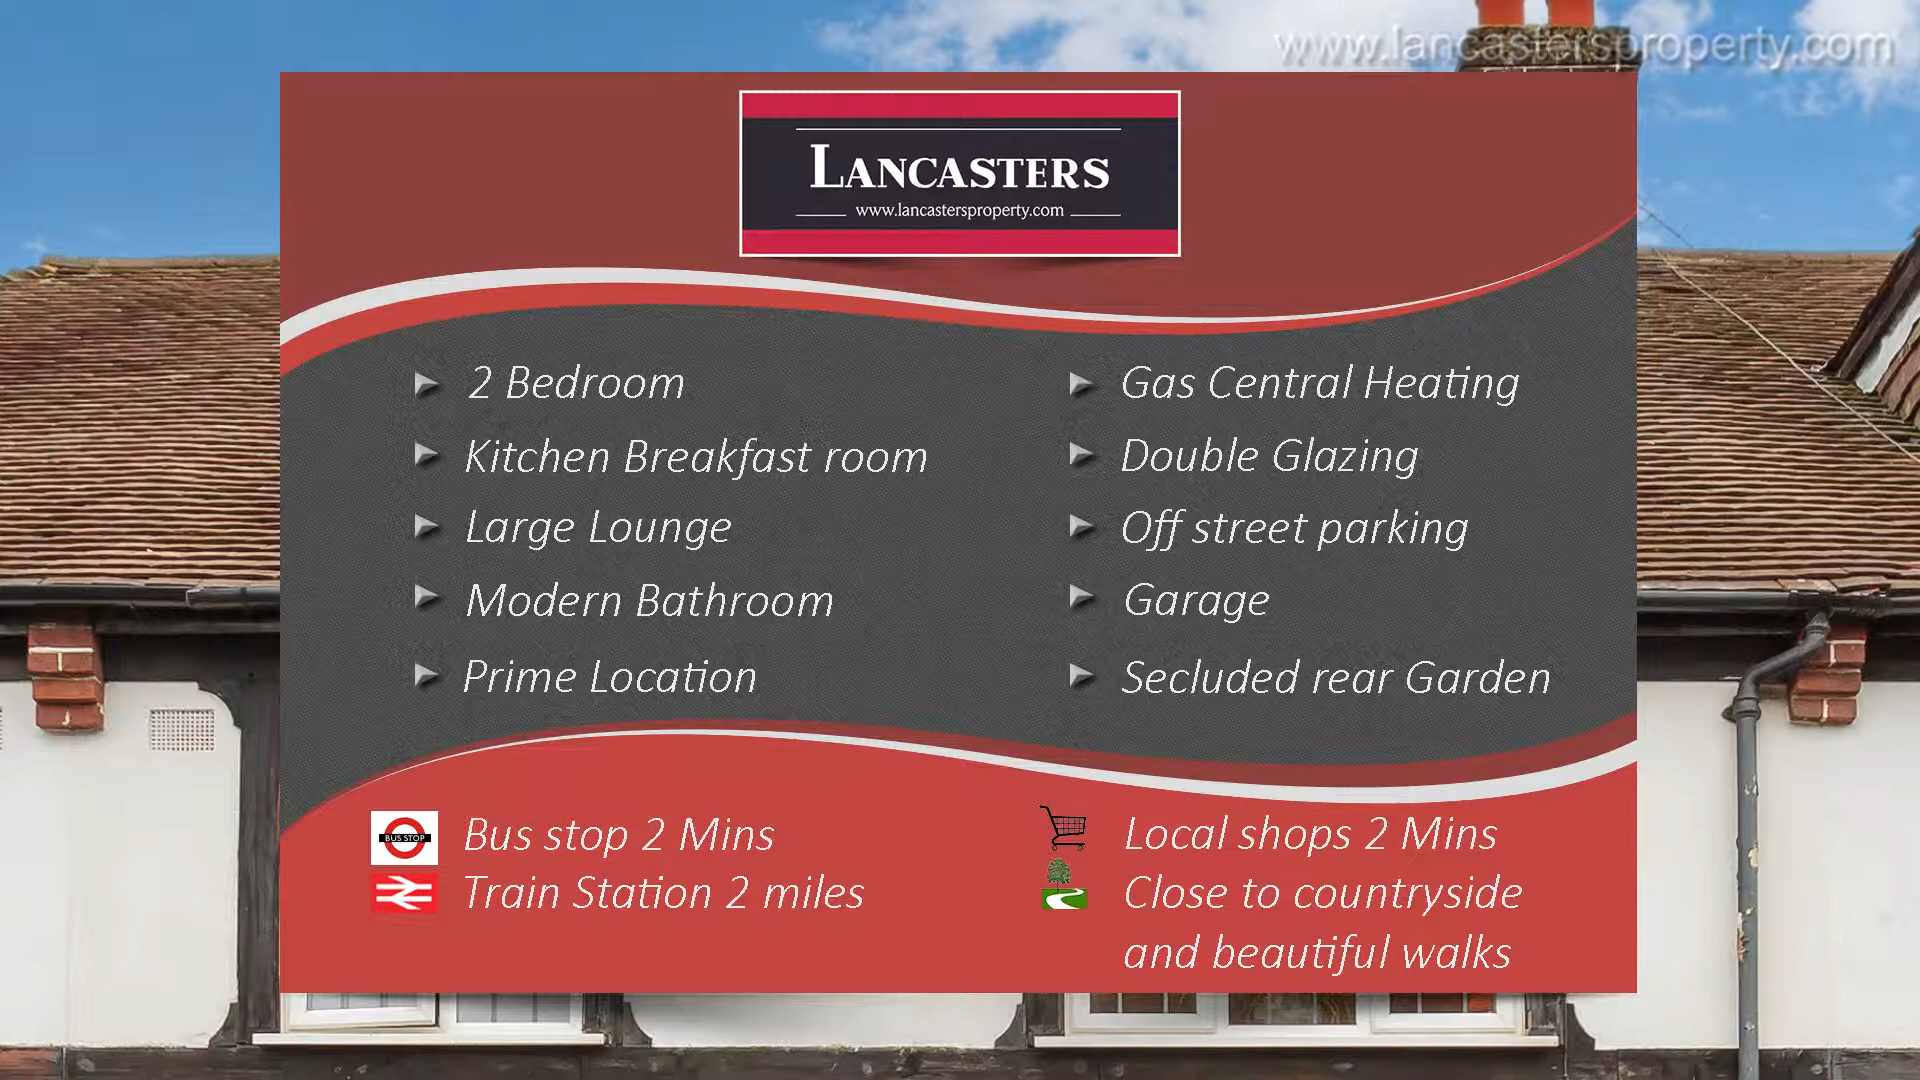 www.lancastersproperty.com
LANCASTERS
www.lancastersproperty.com
2 Bedroom
Kitchen Breakfast room
Large Lounge
Modern Bathroom
Prime Location
Gas Central Heating
Double Glazing
Off street parking
Garage
Secluded rear Garden
BUS STOP
Bus stop 2 Mins
Train Station 2 miles
Local shops 2 Mins
Close to countryside
and beautiful walks